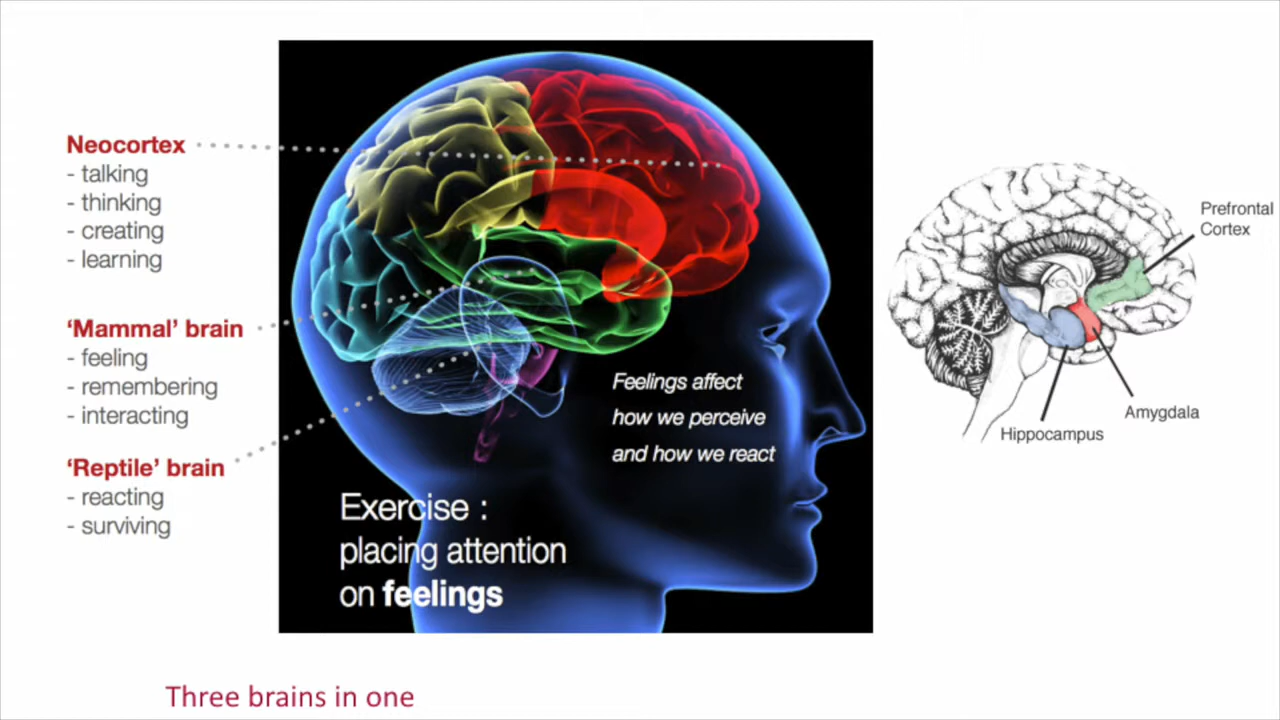 Neocortex
- talking
- thinking
- creating
- learning
‘Mammal’ brain
- feeling
- remembering
- interacting
‘Reptile’ brain
- reacting
- surviving
Feelings affect
how we perceive
and how we react
Exercise :
placing attention
on feelings
Prefrontal
Cortex
Amygdala
Hippocampus
Three brains in one